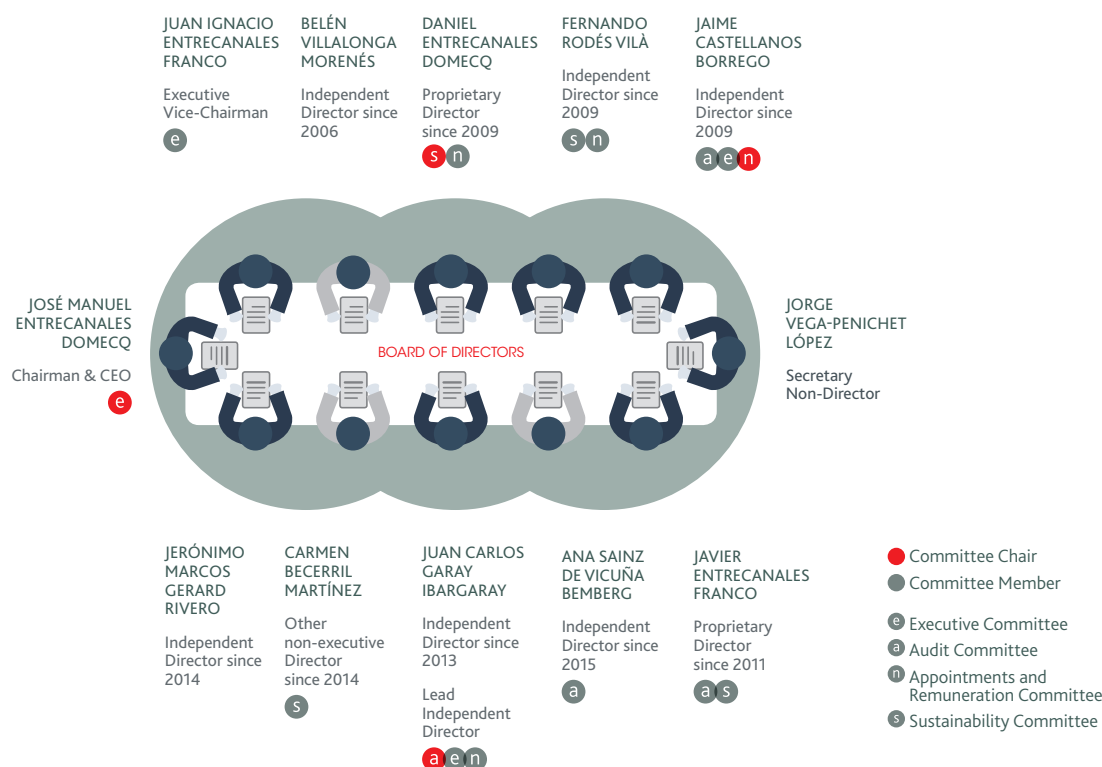 JUAN IGNACIO
ENTRECANALES
FRANCO
Executive
Vice-Chairman
e
BELÉN
VILLALONGA
MORENÉS
Independent
Director since
2006
DANIEL
ENTRECANALES
DOMECQ
Proprietary
Director
since 2009
s n
FERNANDO
RODÉS VILÀ
Independent
Director since
2009
s n
JAIME
CASTELLANOS
BORREGO
Independent
Director since
2009
a e n
JOSÉ MANUEL
ENTRECANALES
DOMECQ
Chairman & CEO
e
BOARD OF DIRECTORS
JORGE
VEGA-PENICHET
LÓPEZ
Secretary
Non-Director
JERÓNIMO
MARCOS
GERARD
RIVERO
Independent
Director since
2014
CARMEN
BECERRIL
MARTÍNEZ
Other
non-executive
Director
since 2014
s
JUAN CARLOS
GARAY
IBARGARAY
Independent
Director since
2013
Lead
Independent
Director
a e n
ANA SAINZ
DE VICUÑA
BEMBERG
Independent
Director since
2015
a
JAVIER
ENTRECANALES
FRANCO
Proprietary
Director
since 2011
a s
Committee Chair
Committee Member
e Executive Committee
a Audit Committee
n Appointments and
Remuneration Committee
s Sustainability Committee